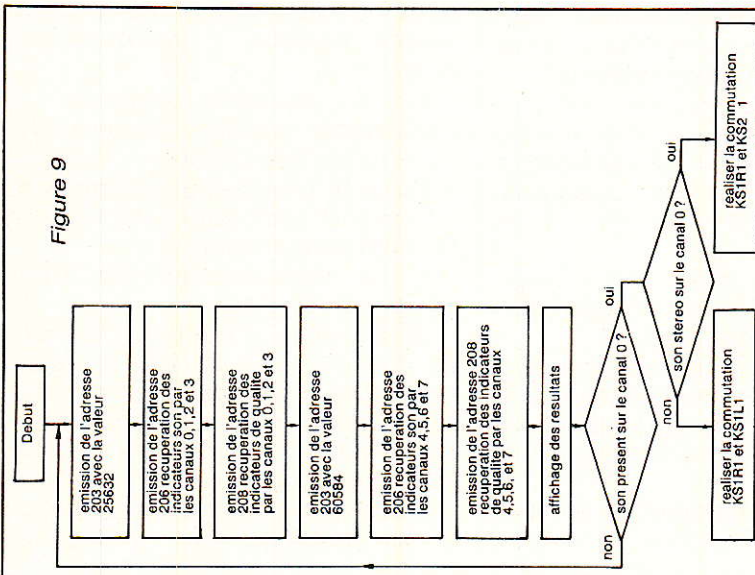 Figure 9
Debut
emission de l'adresse
203 avec la valeur
25632
emission de l'adresse
206 recuperation des
indicateurs son par
les canaux 0,1,2 et 3
emission de l'adresse
208 recuperation des
indicateurs de qualite
par les canaux 0,1,2 et 3
emission de l'adresse
203 avec la valeur
60584
emission de l'adresse
206 recuperation des
indicateurs son par
les canaux 4,5,6 et 7
emission de l'adresse 208
recuperation des indicateurs
de qualite par les canaux
4,5,6, et 7
affichage des resultats
son present sur le canal 0 ?
non
oui
son stereo sur le canal 0 ?
non
oui
realiser la commutation
KS1R1 et KS1L1
realiser la commutation
KS1R1 et KS2 1